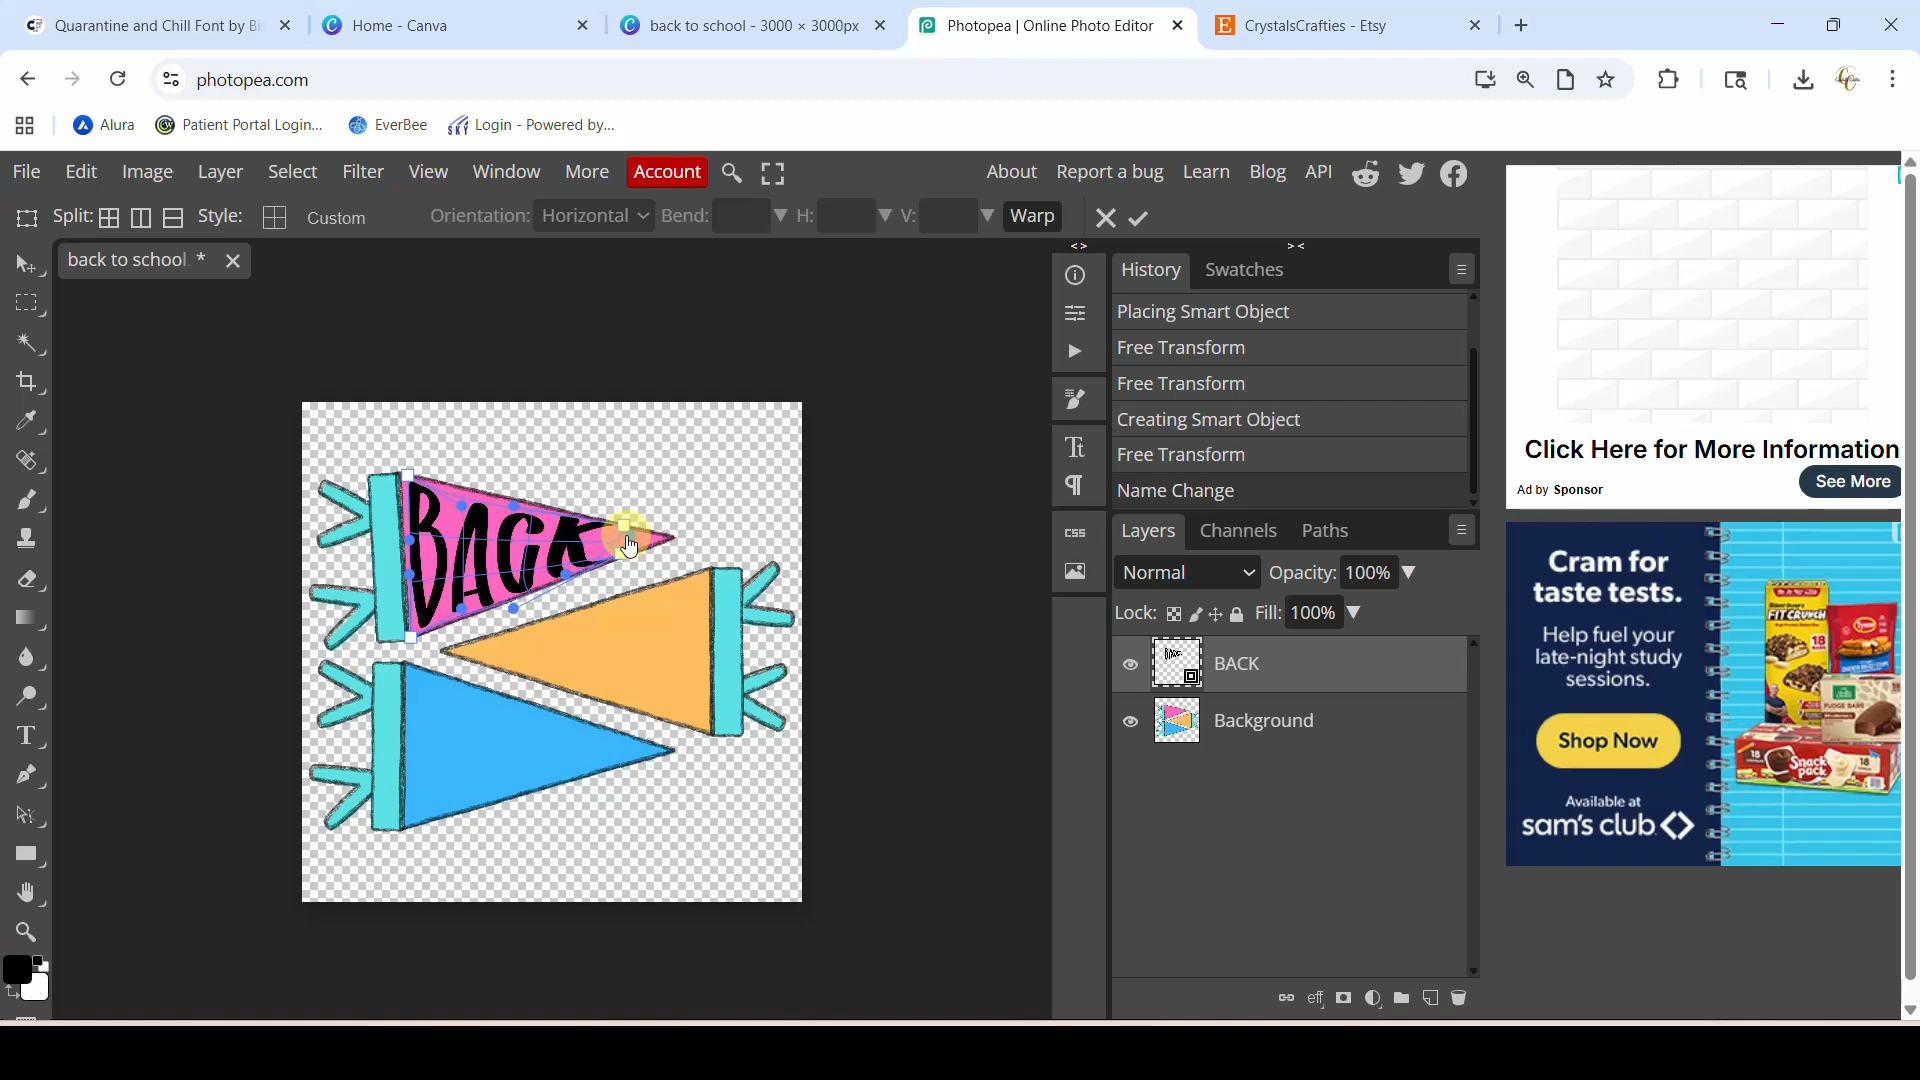 Quarantine and Chill Font by B
Home - Canva
back to school - 3000 × 3000px
Photopea | Online Photo Editor
CrystalsCrafties - Etsy
photopea.com
Alura
Patient Portal Login...
EverBee
Login - Powered by...
File Edit Image Layer Select Filter View Window More Account
About Report a bug Learn Blog API
Split: Style: Custom Orientation: Horizontal Bend: H: V: Warp
back to school *
History Swatches
Placing Smart Object
Free Transform
Free Transform
Creating Smart Object
Free Transform
Name Change
Layers Channels Paths
Normal Opacity: 100%
Lock: Fill: 100%
BACK
Background
BACK
css
eff
Click Here for More Information
See More
Ad by Sponsor
Cram for
taste tests.
Help fuel your
late-night study
sessions.
Shop Now
Available at
sam's club